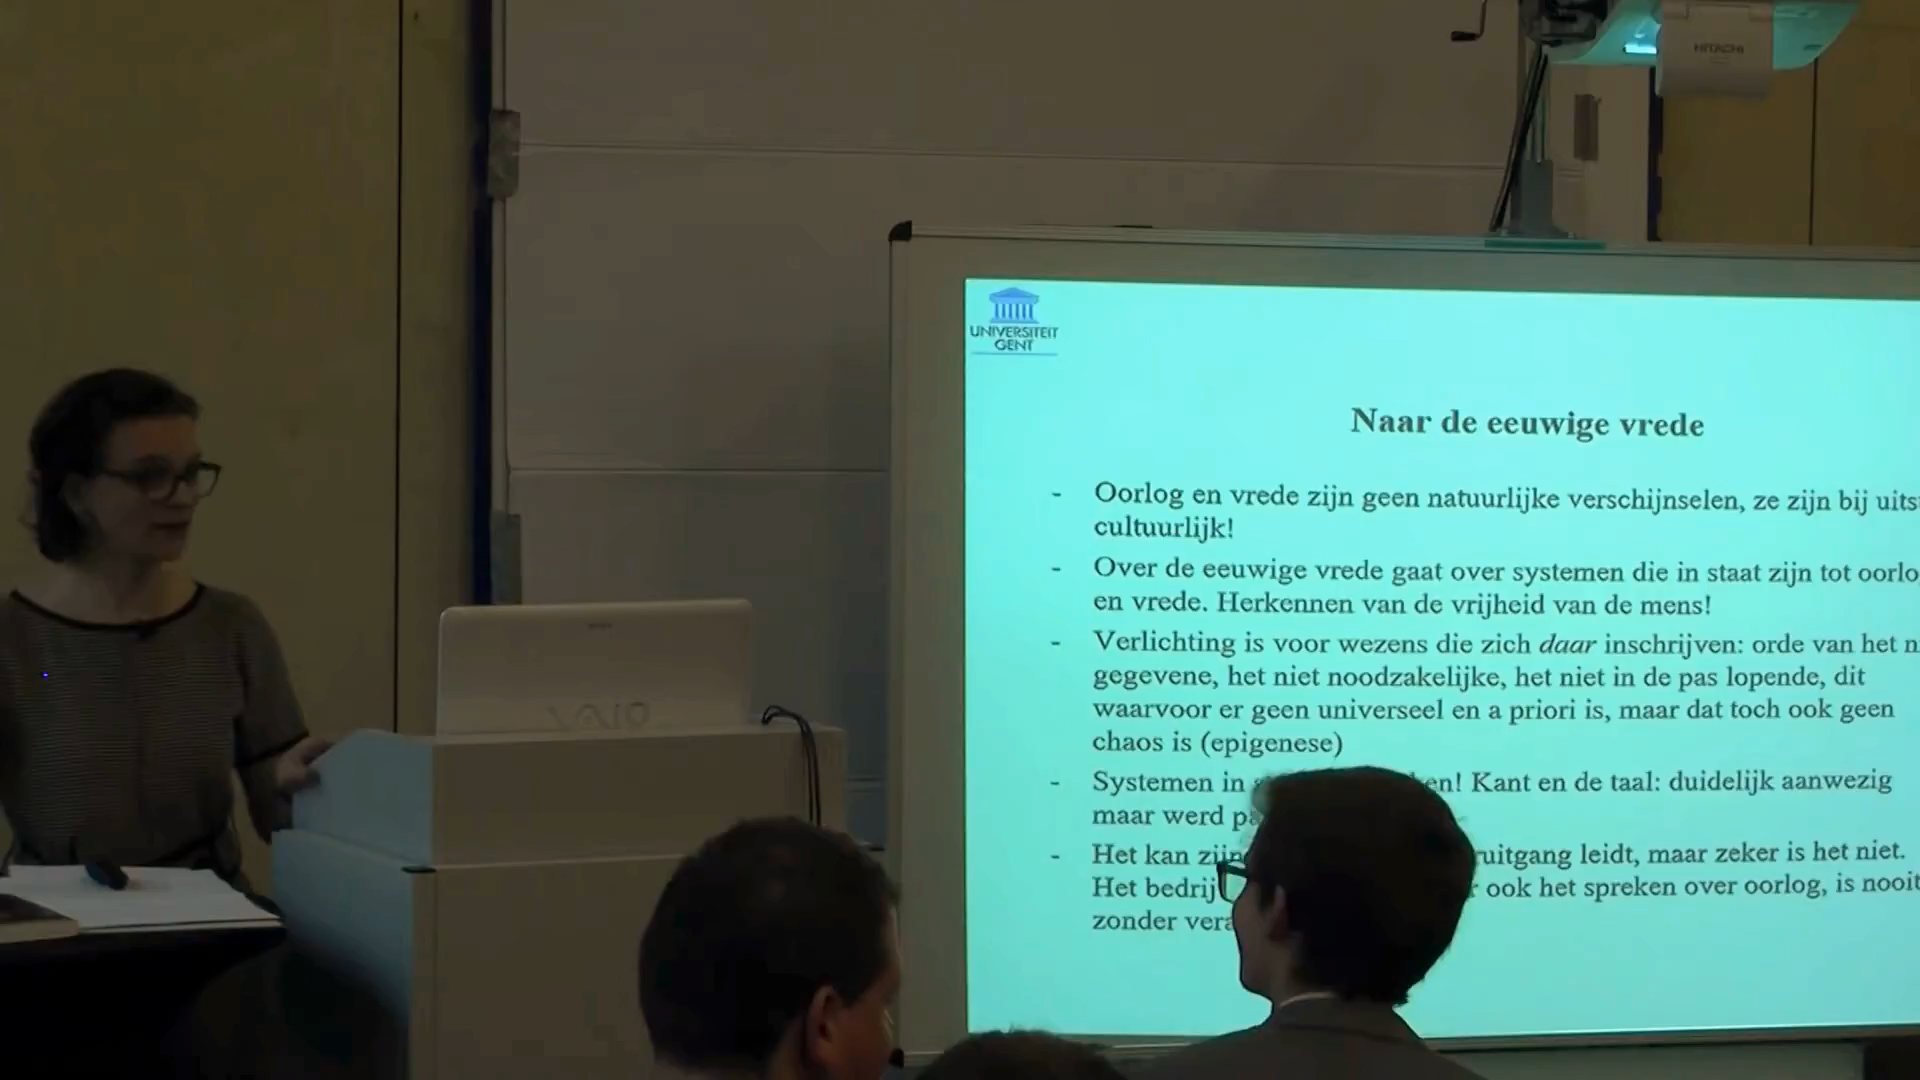 HITACHI
UNIVERSITEIT
GENT
Naar de eeuwige vrede
- Oorlog en vrede zijn geen natuurlijke verschijnselen, ze zijn bij
cultuurlijk!
- Over de eeuwige vrede gaat over systemen die in staat zijn tot
en vrede. Herkennen van de vrijheid van de mens!
- Verlichting is voor wezens die zich daar inschrijven: orde van het
gegevene, het niet noodzakelijke, het niet in de pas lopende, dit
waarvoor er geen universeel en a priori is, maar dat toch ook geen
chaos is (epigenese)
- Systemen in Kant en de taal: duidelijk aanwezig
maar werd
- Het kan leidt, maar zeker is het niet.
Het ook het spreken over oorlog, is nooit
zonder
VAIO